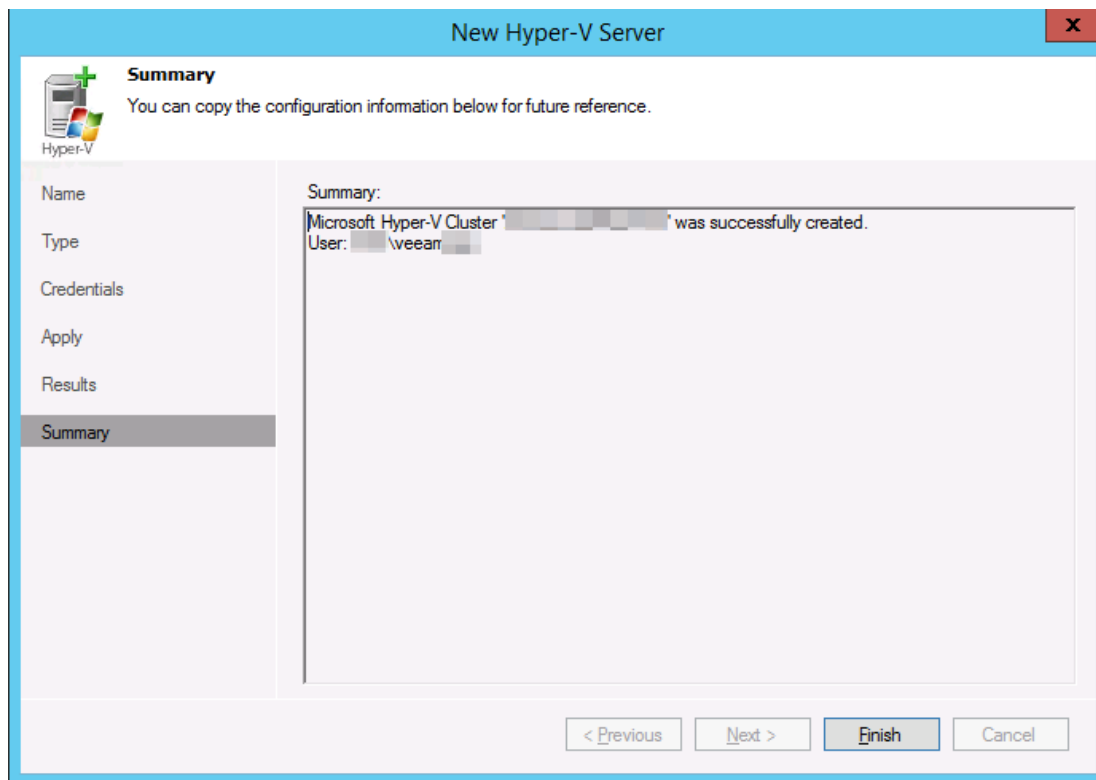 New Hyper-V Server
x
Summary
You can copy the configuration information below for future reference.
Hyper-V
Name
Type
Credentials
Apply
Results
Summary
Summary:
Microsoft Hyper-V Cluster ' ' was successfully created.
User: \veeam
< Previous
Next >
Finish
Cancel